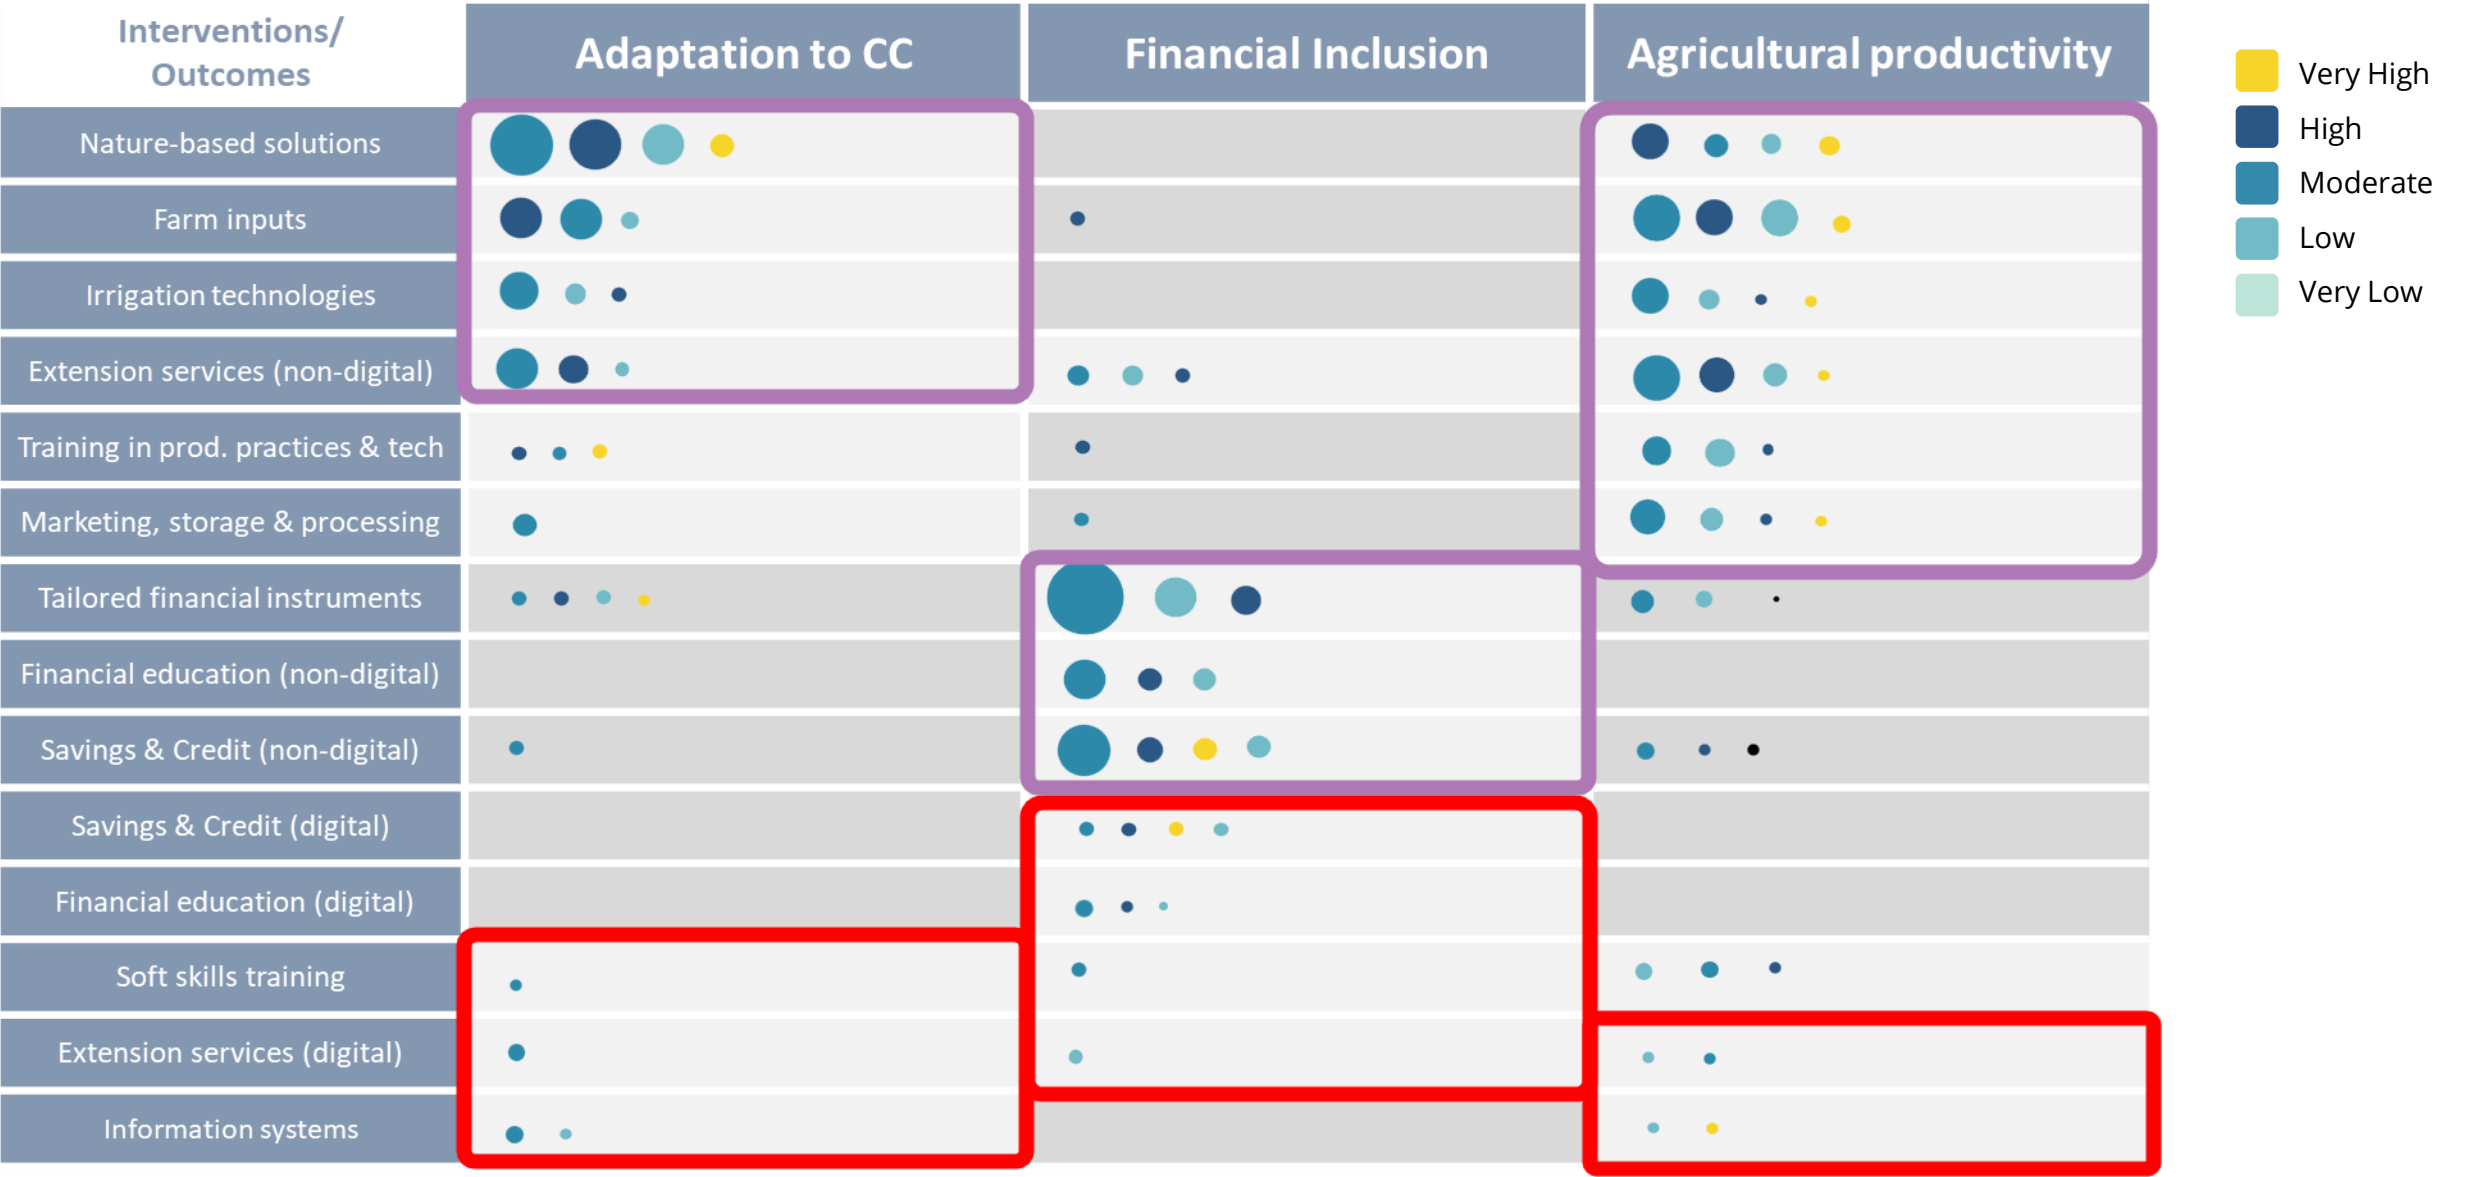 Interventions/
Outcomes
Adaptation to CC
Financial Inclusion
Agricultural productivity
Nature-based solutions
Farm inputs
Irrigation technologies
Extension services (non-digital)
Training in prod. practices & tech
Marketing, storage & processing
Tailored financial instruments
Financial education (non-digital)
Savings & Credit (non-digital)
Savings & Credit (digital)
Financial education (digital)
Soft skills training
Extension services (digital)
Information systems
Very High
High
Moderate
Low
Very Low